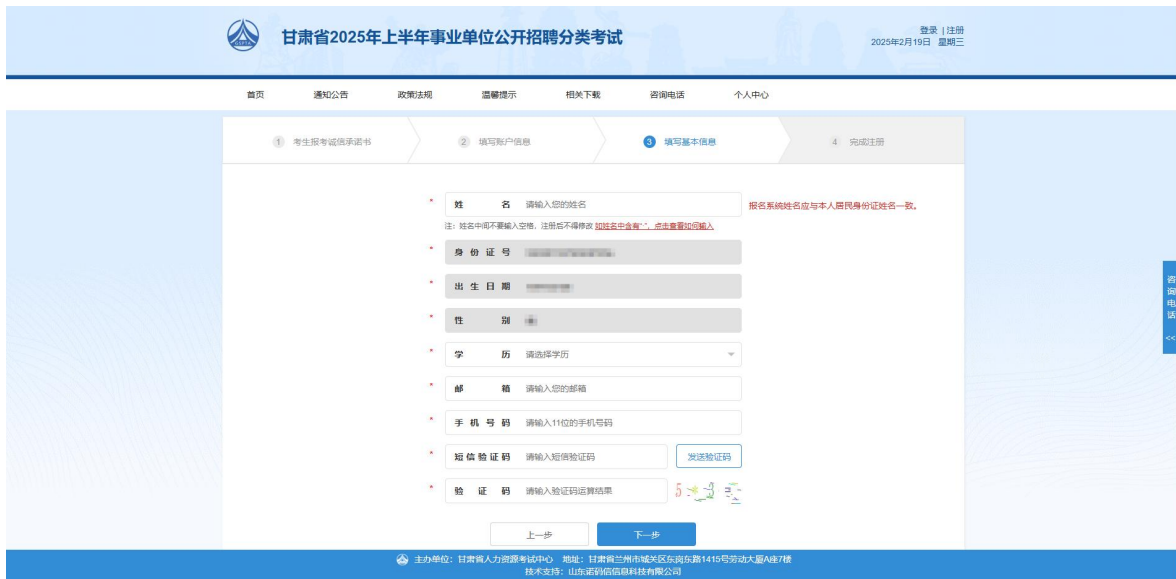 GSPTA
甘肃省2025年上半年事业单位公开招聘分类考试
登录 | 注册
2025年2月19日 星期三
首页 通知公告 政策法规 温馨提示 相关下载 咨询电话 个人中心
1 考生报考诚信承诺书 2 填写账户信息 3 填写基本信息 4 完成注册
* 姓名 请输入您的姓名 报名系统姓名应与本人居民身份证姓名一致。
注：姓名中间不要输入空格，注册后不得修改 如姓名中含有“·”，点击查看如何输入
* 身份证号
* 出生日期
* 性别
* 学历 请选择学历
* 邮箱 请输入您的邮箱
* 手机号码 请输入11位的手机号码
* 短信验证码 请输入短信验证码 发送验证码
* 验证码 请输入验证码运算结果
上一步 下一步
咨询电话 <<
主办单位：甘肃省人力资源考试中心 地址：甘肃省兰州市城关区东岗东路1415号劳动大厦A座7楼
技术支持：山东诺码信信息科技有限公司